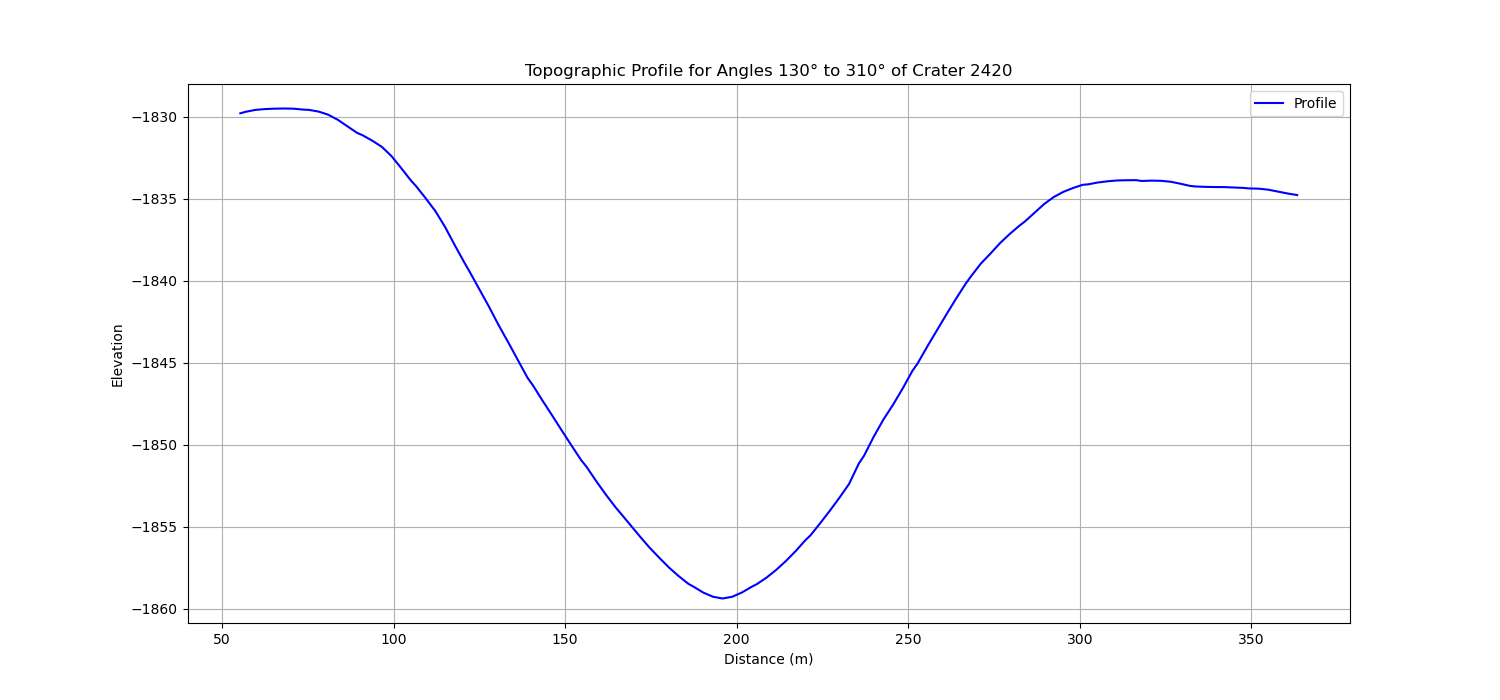 Topographic Profile for Angles 130° to 310° of Crater 2420
Profile
−1830
−1835
−1840
−1845
−1850
−1855
−1860
Elevation
50 100 150 200 250 300 350
Distance (m)